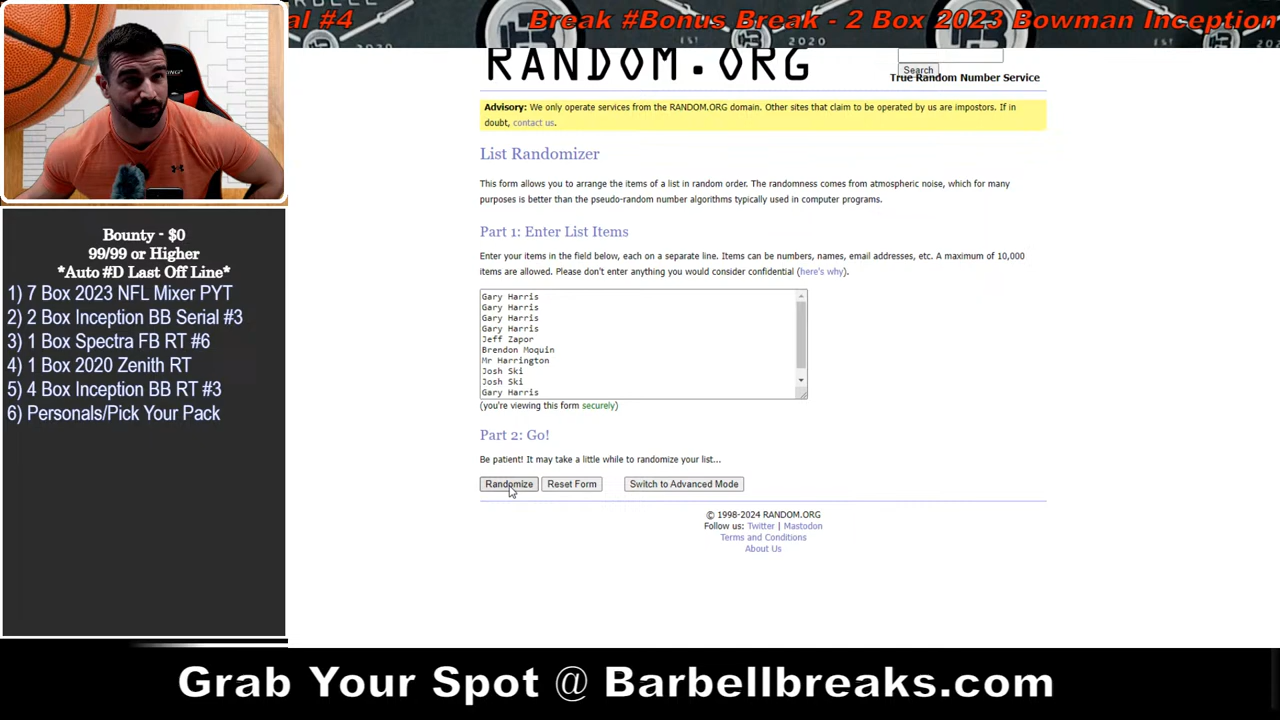 al #4 Break #Bonus Break - 2 Box 2023 Bowman Inception
RANDOM.ORG
Search
True Random Number Service
Advisory: We only operate services from the RANDOM.ORG domain. Other sites that claim to be operated by us are impostors. If in
doubt, contact us.
List Randomizer
This form allows you to arrange the items of a list in random order. The randomness comes from atmospheric noise, which for many
purposes is better than the pseudo-random number algorithms typically used in computer programs.
Part 1: Enter List Items
Enter your items in the field below, each on a separate line. Items can be numbers, names, email addresses, etc. A maximum of 10,000
items are allowed. Please don't enter anything you would consider confidential (here's why).
Gary Harris
Gary Harris
Gary Harris
Gary Harris
Jeff Zapor
Brendon Moquin
Mr Harrington
Josh Ski
Josh Ski
Gary Harris
(you're viewing this form securely)
Part 2: Go!
Be patient! It may take a little while to randomize your list...
Randomize Reset Form Switch to Advanced Mode
© 1998-2024 RANDOM.ORG
Follow us: Twitter | Mastodon
Terms and Conditions
About Us
Bounty - $0
99/99 or Higher
*Auto #D Last Off Line*
1) 7 Box 2023 NFL Mixer PYT
2) 2 Box Inception BB Serial #3
3) 1 Box Spectra FB RT #6
4) 1 Box 2020 Zenith RT
5) 4 Box Inception BB RT #3
6) Personals/Pick Your Pack
Grab Your Spot @ Barbellbreaks.com